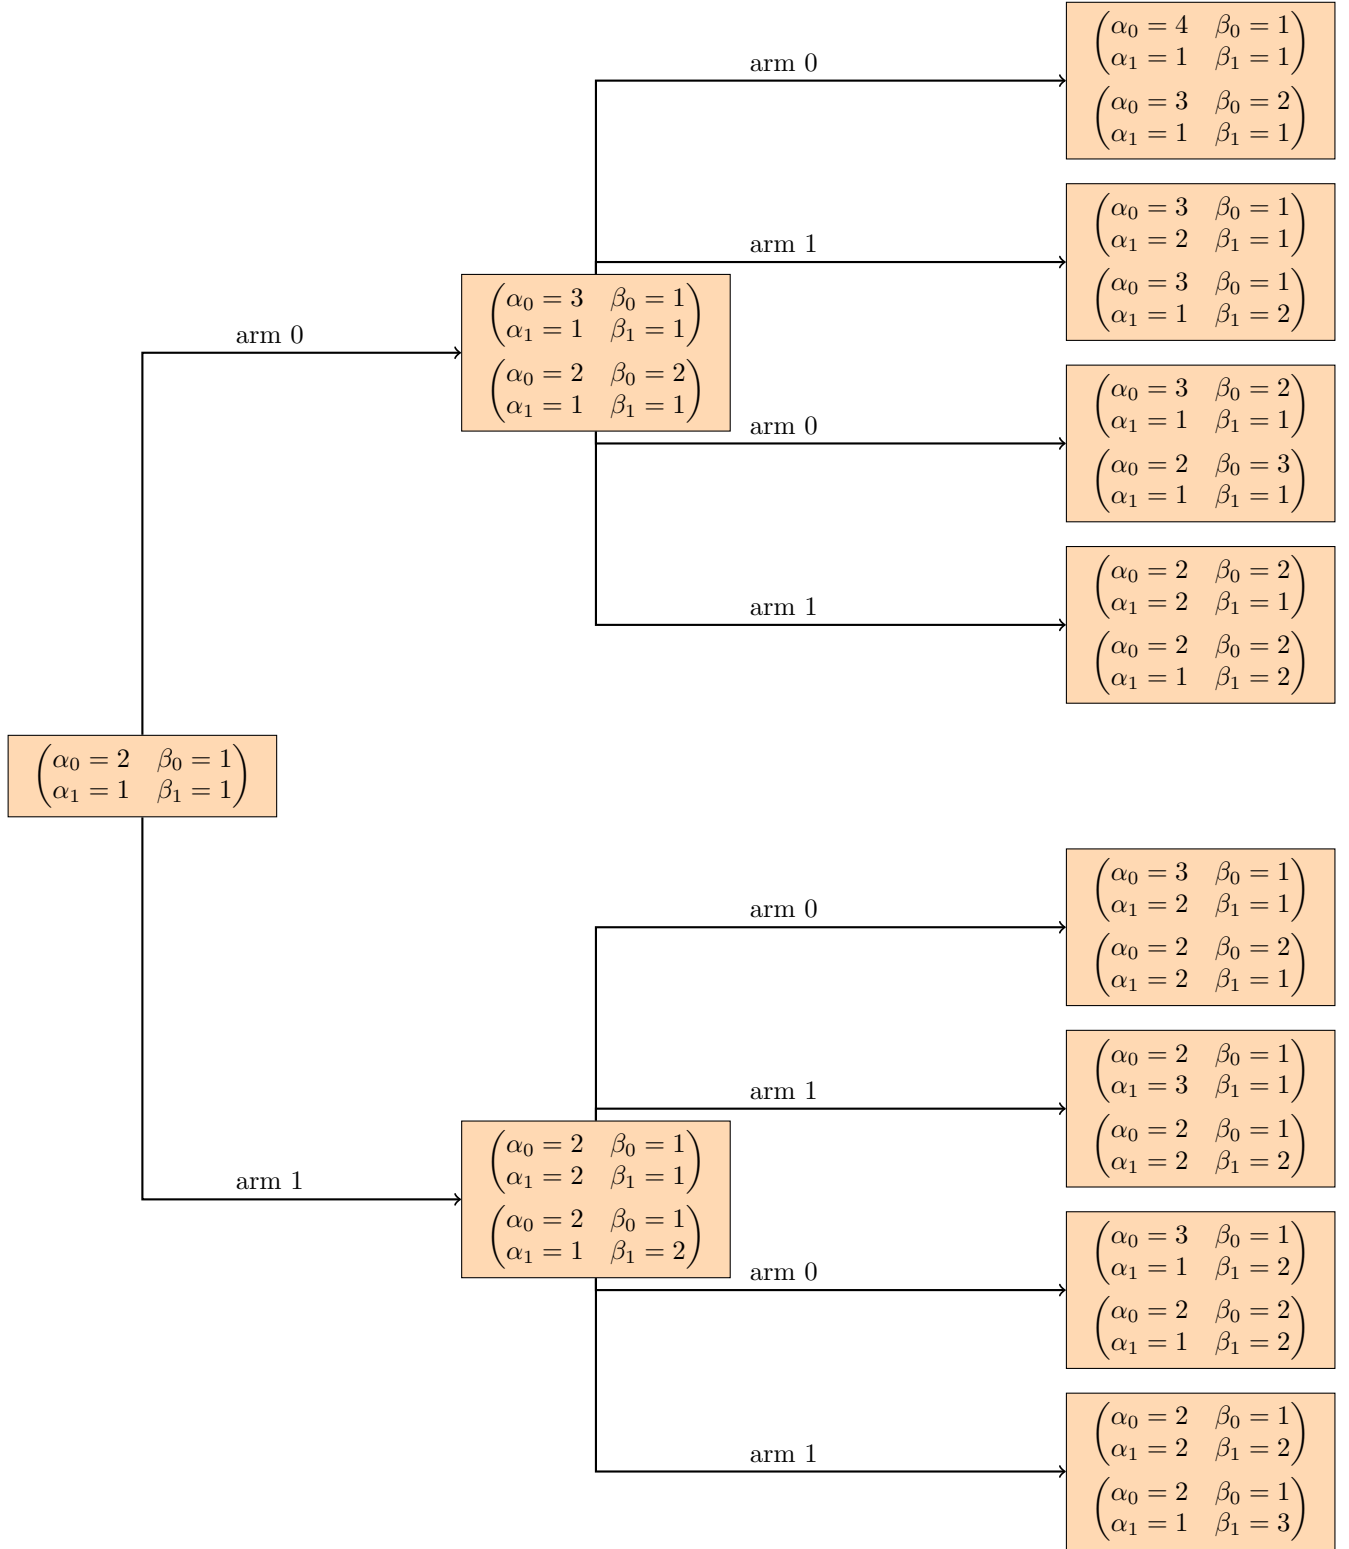 α₀ = 4 β₀ = 1
α₁ = 1 β₁ = 1
α₀ = 3 β₀ = 2
α₁ = 1 β₁ = 1
arm 0
α₀ = 3 β₀ = 1
α₁ = 2 β₁ = 1
α₀ = 3 β₀ = 1
α₁ = 1 β₁ = 2
arm 1
α₀ = 3 β₀ = 1
α₁ = 1 β₁ = 1
α₀ = 2 β₀ = 2
α₁ = 1 β₁ = 1
arm 0
α₀ = 3 β₀ = 2
α₁ = 1 β₁ = 1
α₀ = 2 β₀ = 3
α₁ = 1 β₁ = 1
arm 0
α₀ = 2 β₀ = 2
α₁ = 2 β₁ = 1
α₀ = 2 β₀ = 2
α₁ = 1 β₁ = 2
arm 1
α₀ = 2 β₀ = 1
α₁ = 1 β₁ = 1
α₀ = 3 β₀ = 1
α₁ = 2 β₁ = 1
α₀ = 2 β₀ = 2
α₁ = 2 β₁ = 1
arm 0
α₀ = 2 β₀ = 1
α₁ = 3 β₁ = 1
α₀ = 2 β₀ = 1
α₁ = 2 β₁ = 2
arm 1
α₀ = 2 β₀ = 1
α₁ = 2 β₁ = 1
α₀ = 2 β₀ = 1
α₁ = 1 β₁ = 2
arm 1
α₀ = 3 β₀ = 1
α₁ = 1 β₁ = 2
α₀ = 2 β₀ = 2
α₁ = 1 β₁ = 2
arm 0
α₀ = 2 β₀ = 1
α₁ = 2 β₁ = 2
α₀ = 2 β₀ = 1
α₁ = 1 β₁ = 3
arm 1